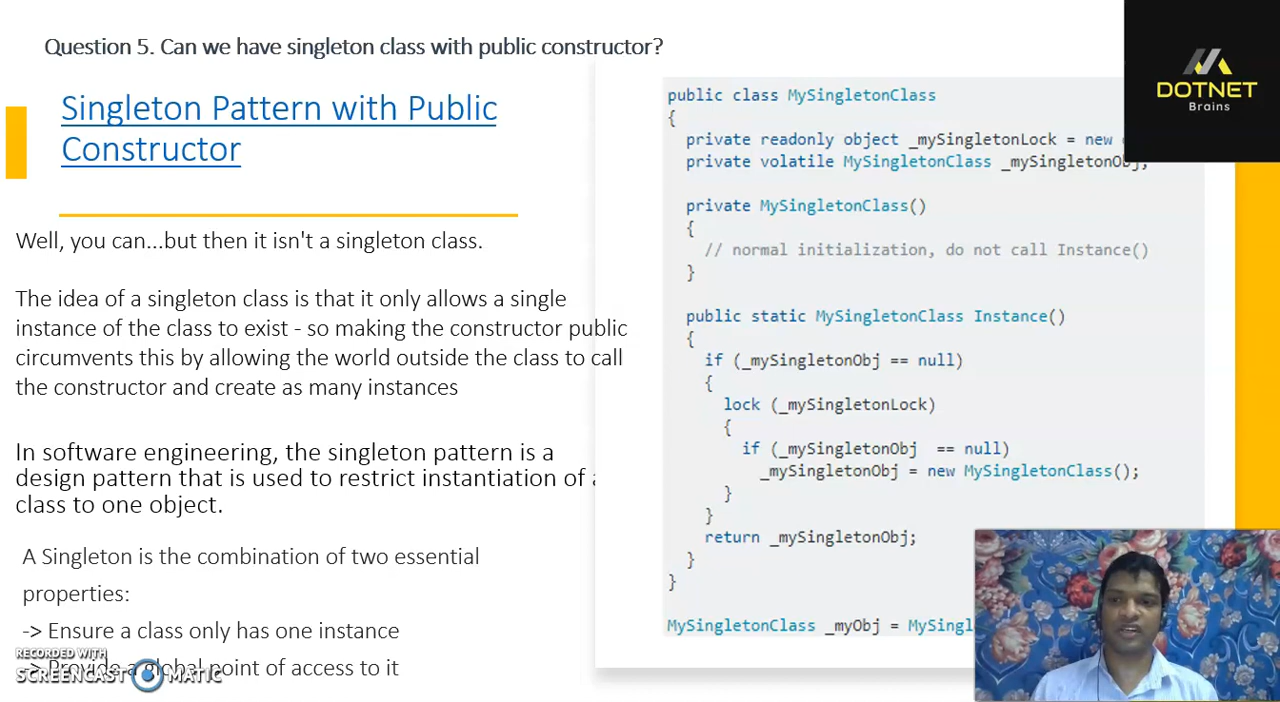 Question 5. Can we have singleton class with public constructor?
DOTNET
Brains
Singleton Pattern with Public
Constructor
Well, you can...but then it isn't a singleton class.
The idea of a singleton class is that it only allows a single
instance of the class to exist - so making the constructor public
circumvents this by allowing the world outside the class to call
the constructor and create as many instances
In software engineering, the singleton pattern is a
design pattern that is used to restrict instantiation of a
class to one object.
A Singleton is the combination of two essential
properties:
-> Ensure a class only has one instance
-> Provide a global point of access to it
RECORDED WITH
SCREENCAST MATIC
public class MySingletonClass
{
private readonly object _mySingletonLock = new
private volatile MySingletonClass _mySingletonObj;
private MySingletonClass()
{
// normal initialization, do not call Instance()
}
public static MySingletonClass Instance()
{
if (_mySingletonObj == null)
{
lock (_mySingletonLock)
{
if (_mySingletonObj == null)
_mySingletonObj = new MySingletonClass();
}
}
return _mySingletonObj;
}
}
MySingletonClass _myObj = MySingl